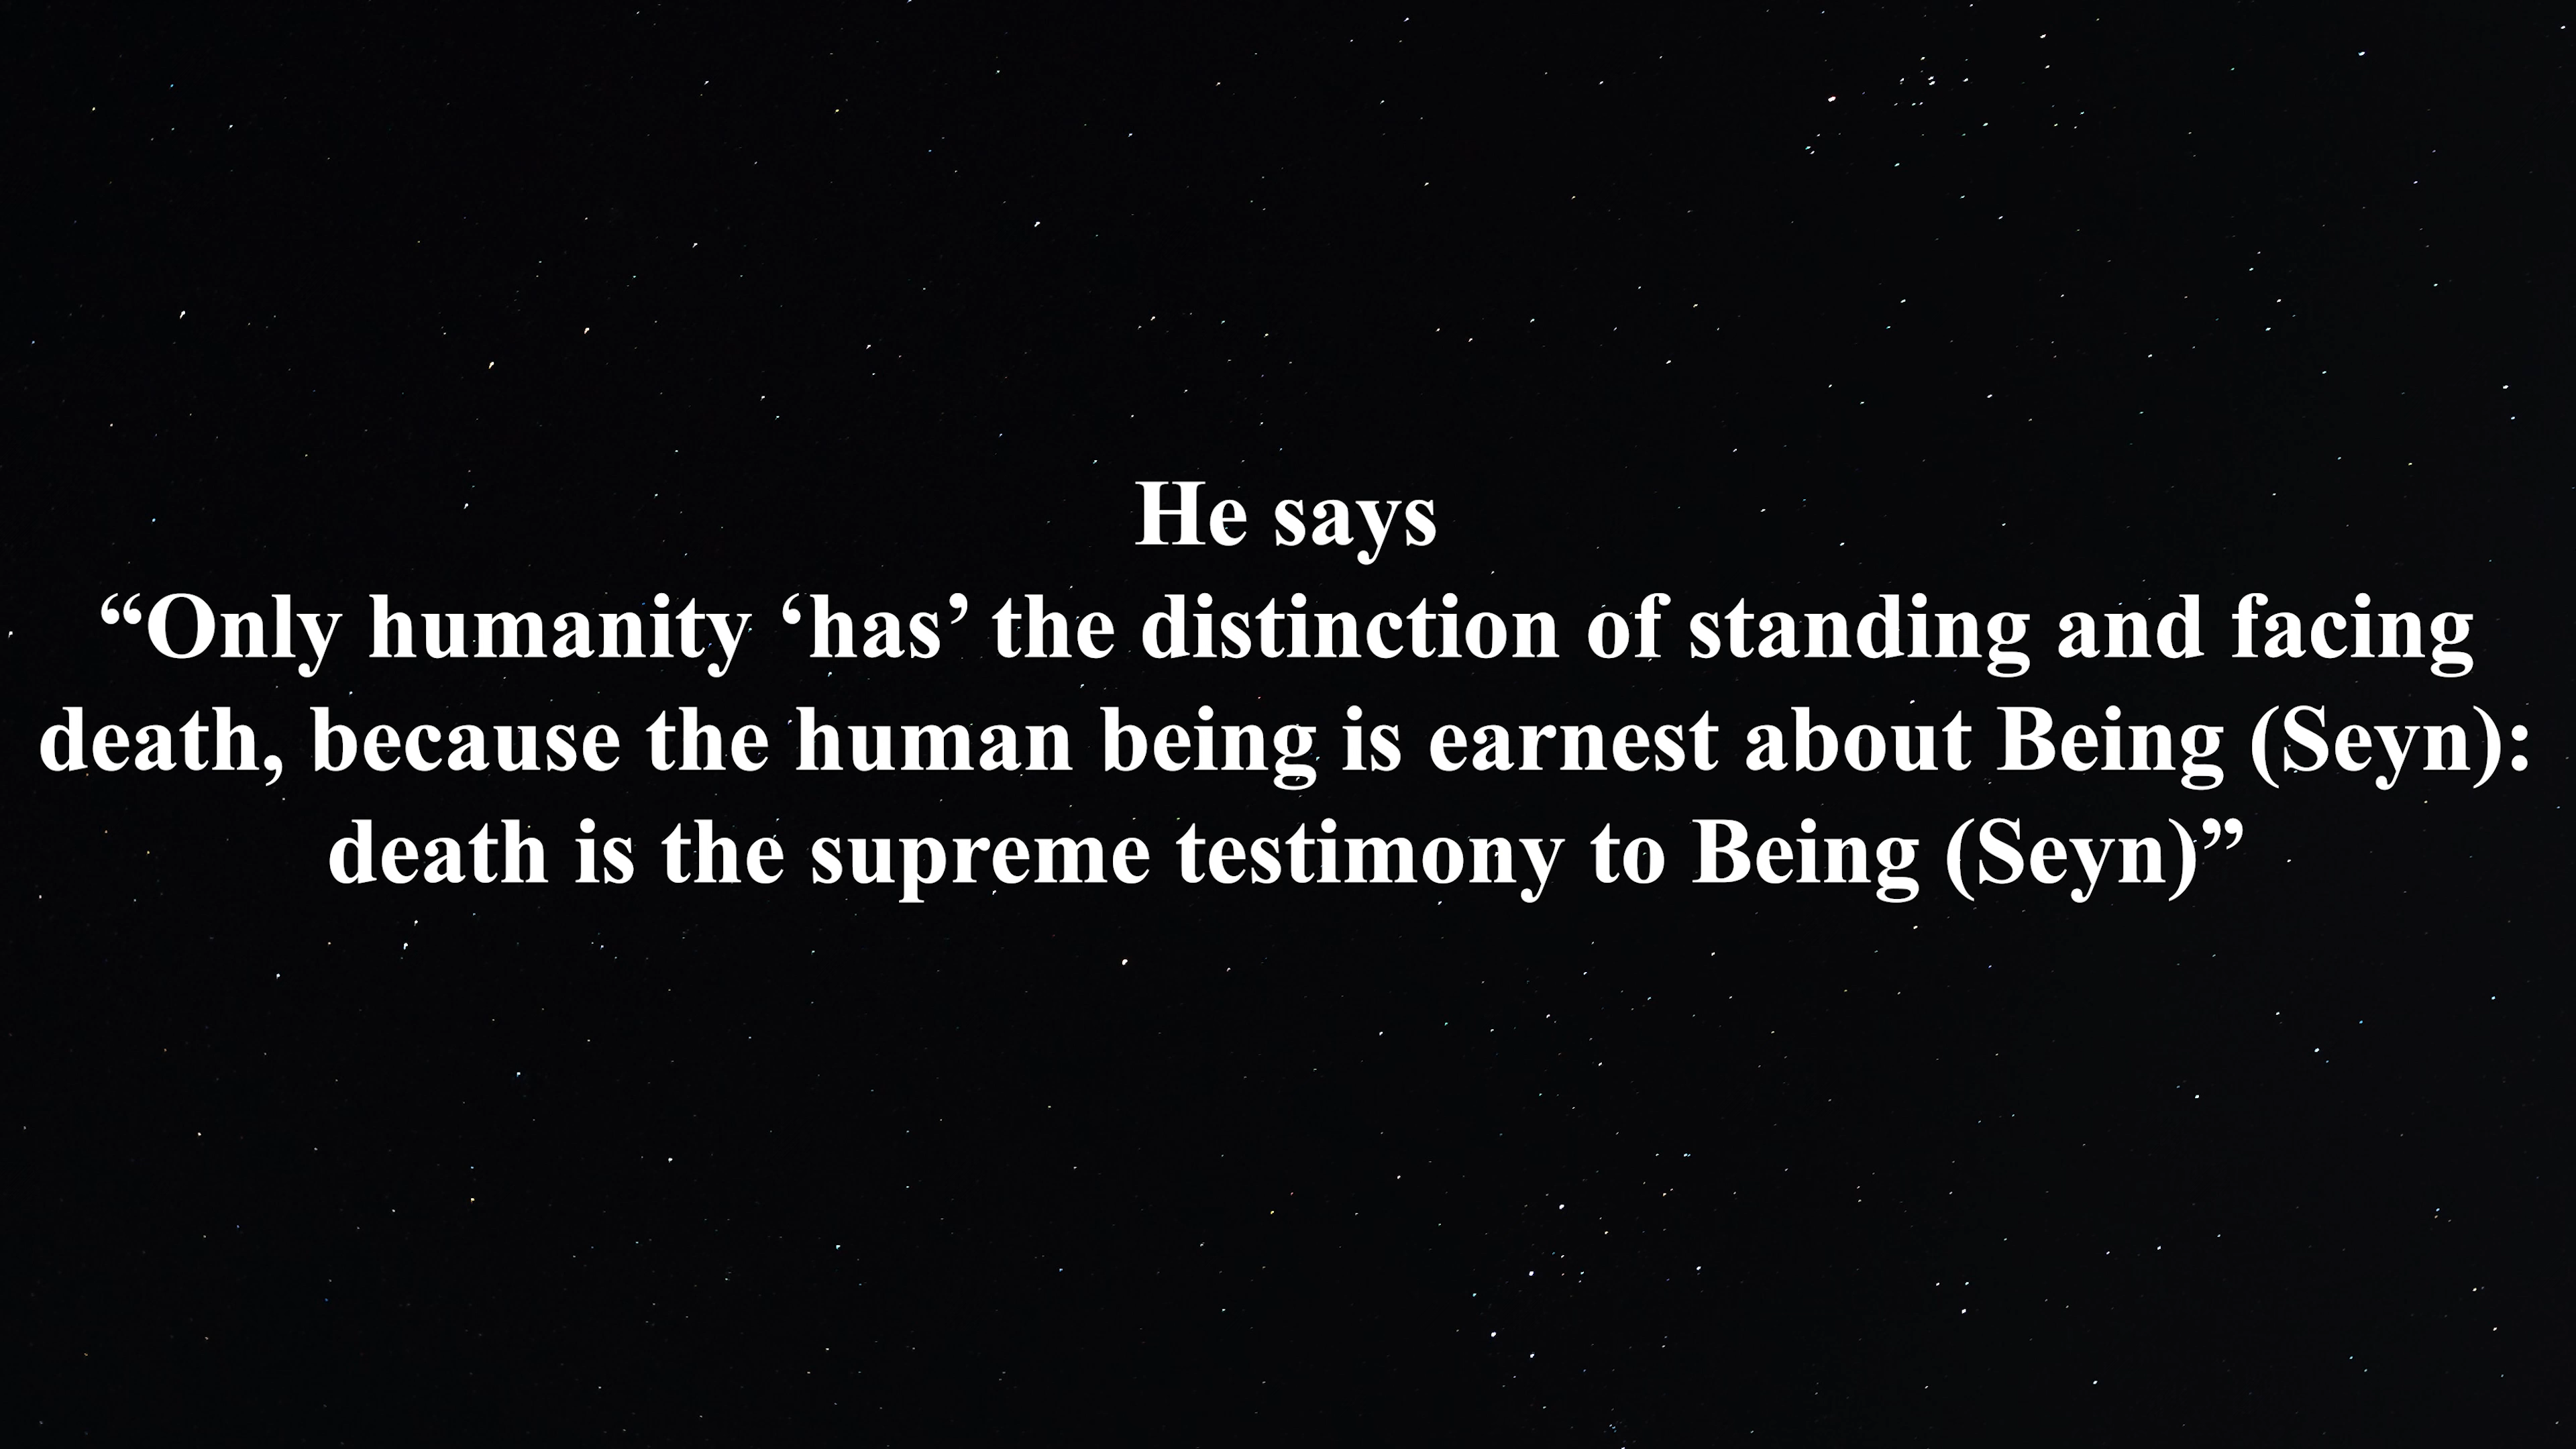 He says
“Only humanity ‘has’ the distinction of standing and facing
death, because the human being is earnest about Being (Seyn):
death is the supreme testimony to Being (Seyn)”